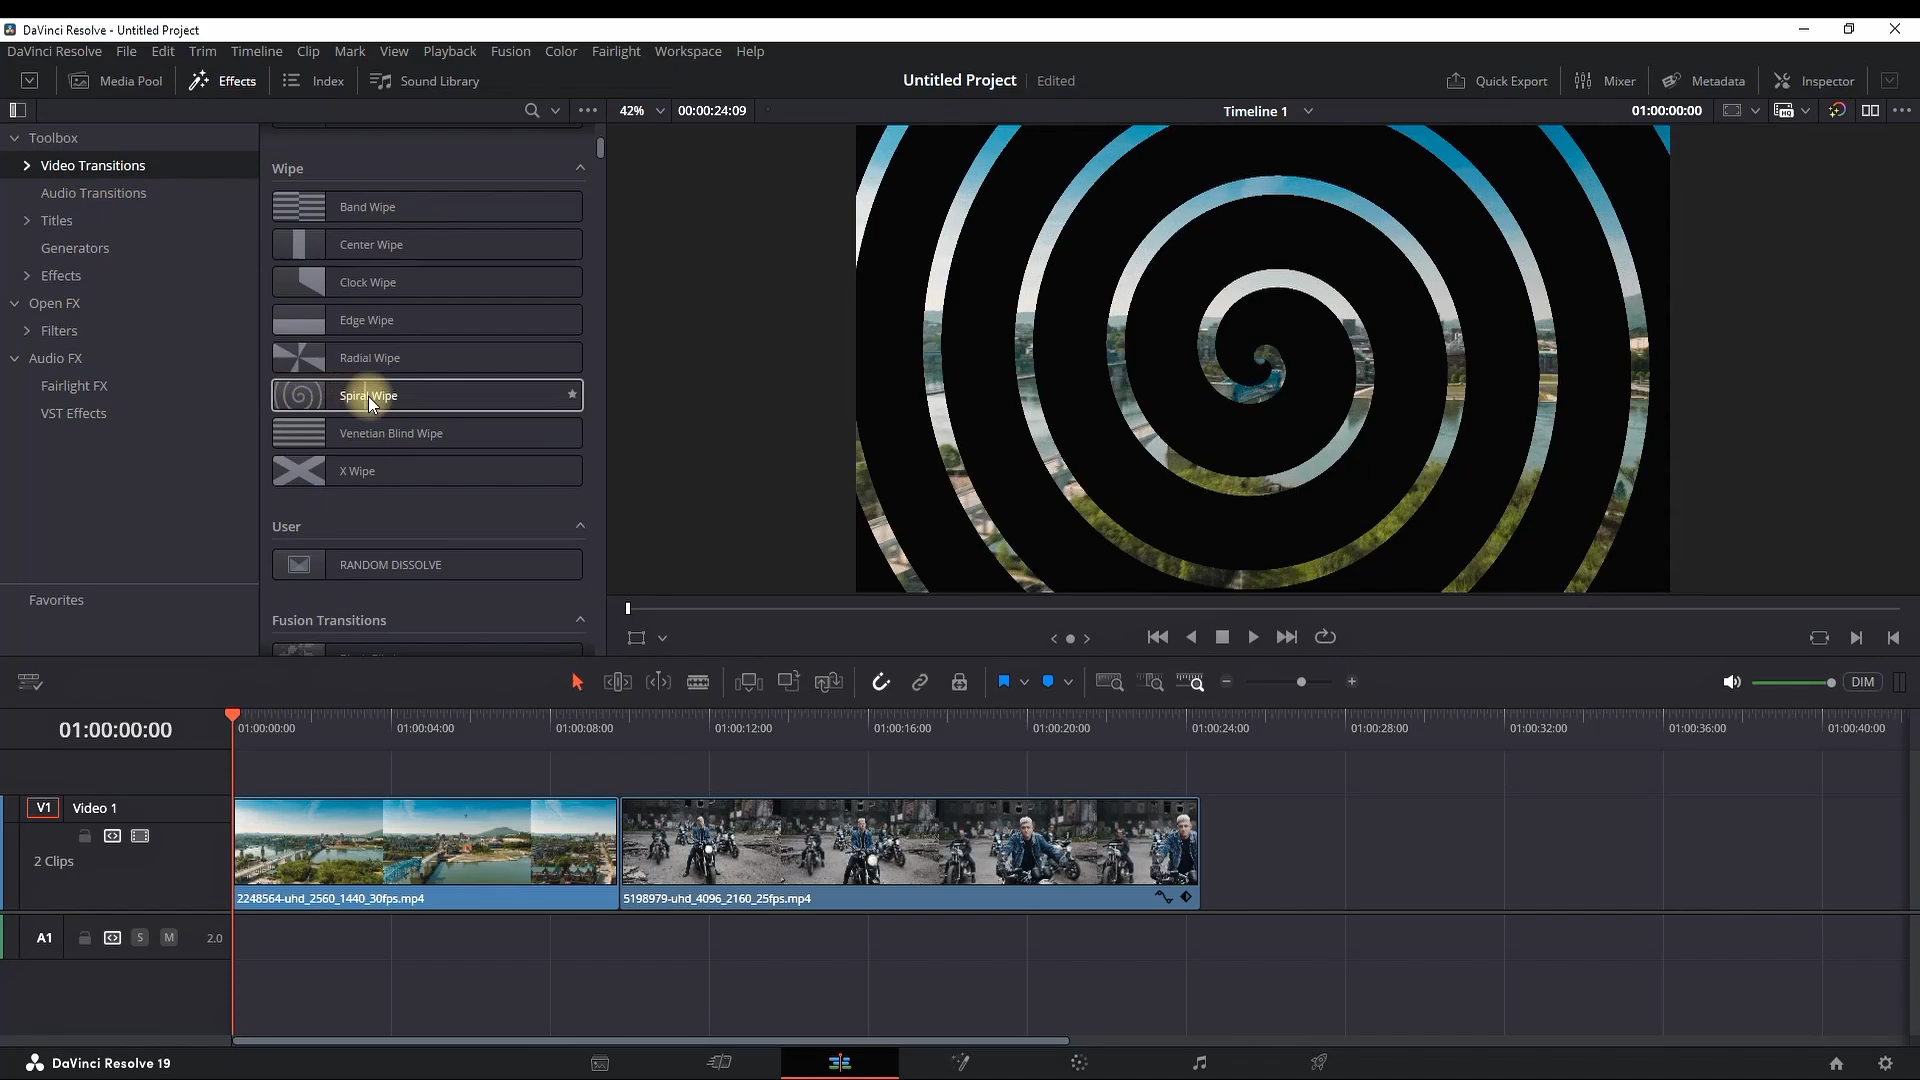 DaVinci Resolve - Untitled Project
DaVinci Resolve File Edit Trim Timeline Clip Mark View Playback Fusion Color Fairlight Workspace Help
Media Pool Effects Index Sound Library Untitled Project Edited Quick Export Mixer Metadata Inspector
42% 00:00:24:09 Timeline 1 01:00:00:00 HQ
Toolbox
Video Transitions
Audio Transitions
Titles
Generators
Effects
Open FX
Filters
Audio FX
Fairlight FX
VST Effects
Favorites
Wipe
Band Wipe
Center Wipe
Clock Wipe
Edge Wipe
Radial Wipe
Spiral Wipe
Venetian Blind Wipe
X Wipe
User
RANDOM DISSOLVE
Fusion Transitions
DIM
01:00:00:00
01:00:00:00 01:00:04:00 01:00:08:00 01:00:12:00 01:00:16:00 01:00:20:00 01:00:24:00 01:00:28:00 01:00:32:00 01:00:36:00 01:00:40:00
V1 Video 1
2 Clips
2248564-uhd_2560_1440_30fps.mp4 5198979-uhd_4096_2160_25fps.mp4
A1 S M 2.0
DaVinci Resolve 19